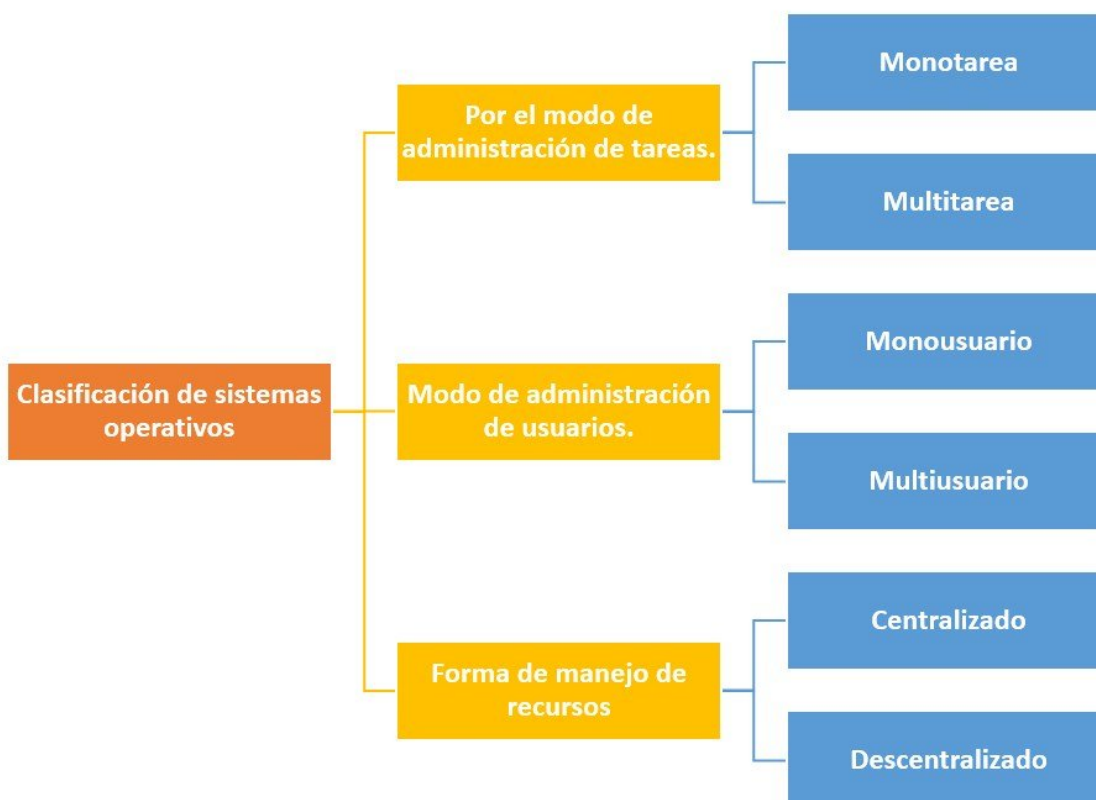 Clasificación de sistemas
operativos
Por el modo de
administración de tareas.
Monotarea
Multitarea
Modo de administración
de usuarios.
Monousuario
Multiusuario
Forma de manejo de
recursos
Centralizado
Descentralizado